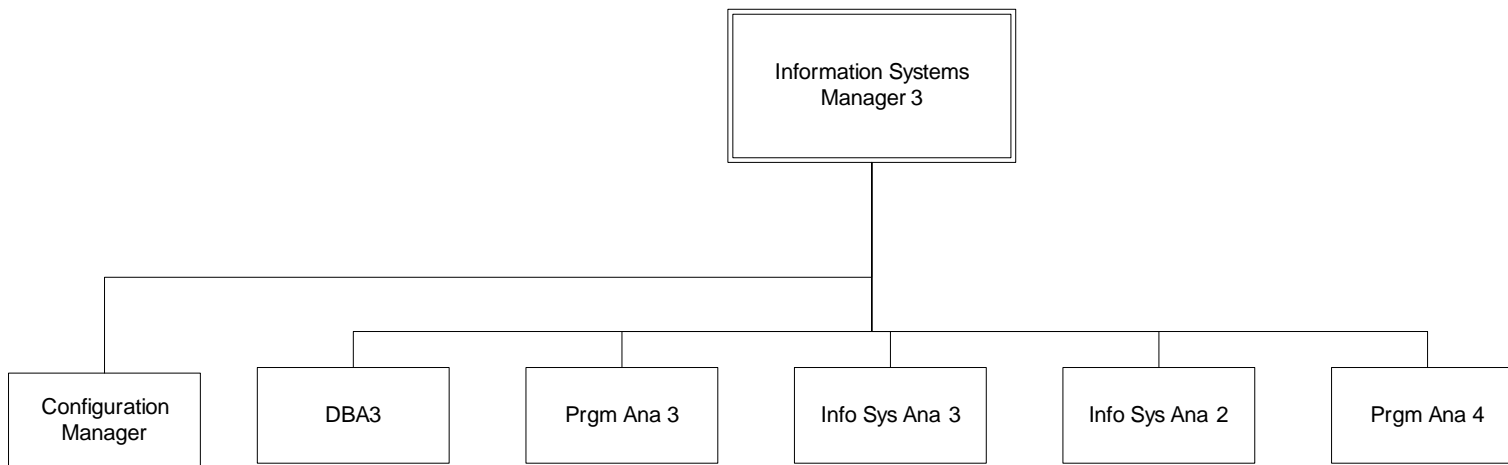 Information Systems
Manager 3
Configuration
Manager
DBA3
Prgm Ana 3
Info Sys Ana 3
Info Sys Ana 2
Prgm Ana 4